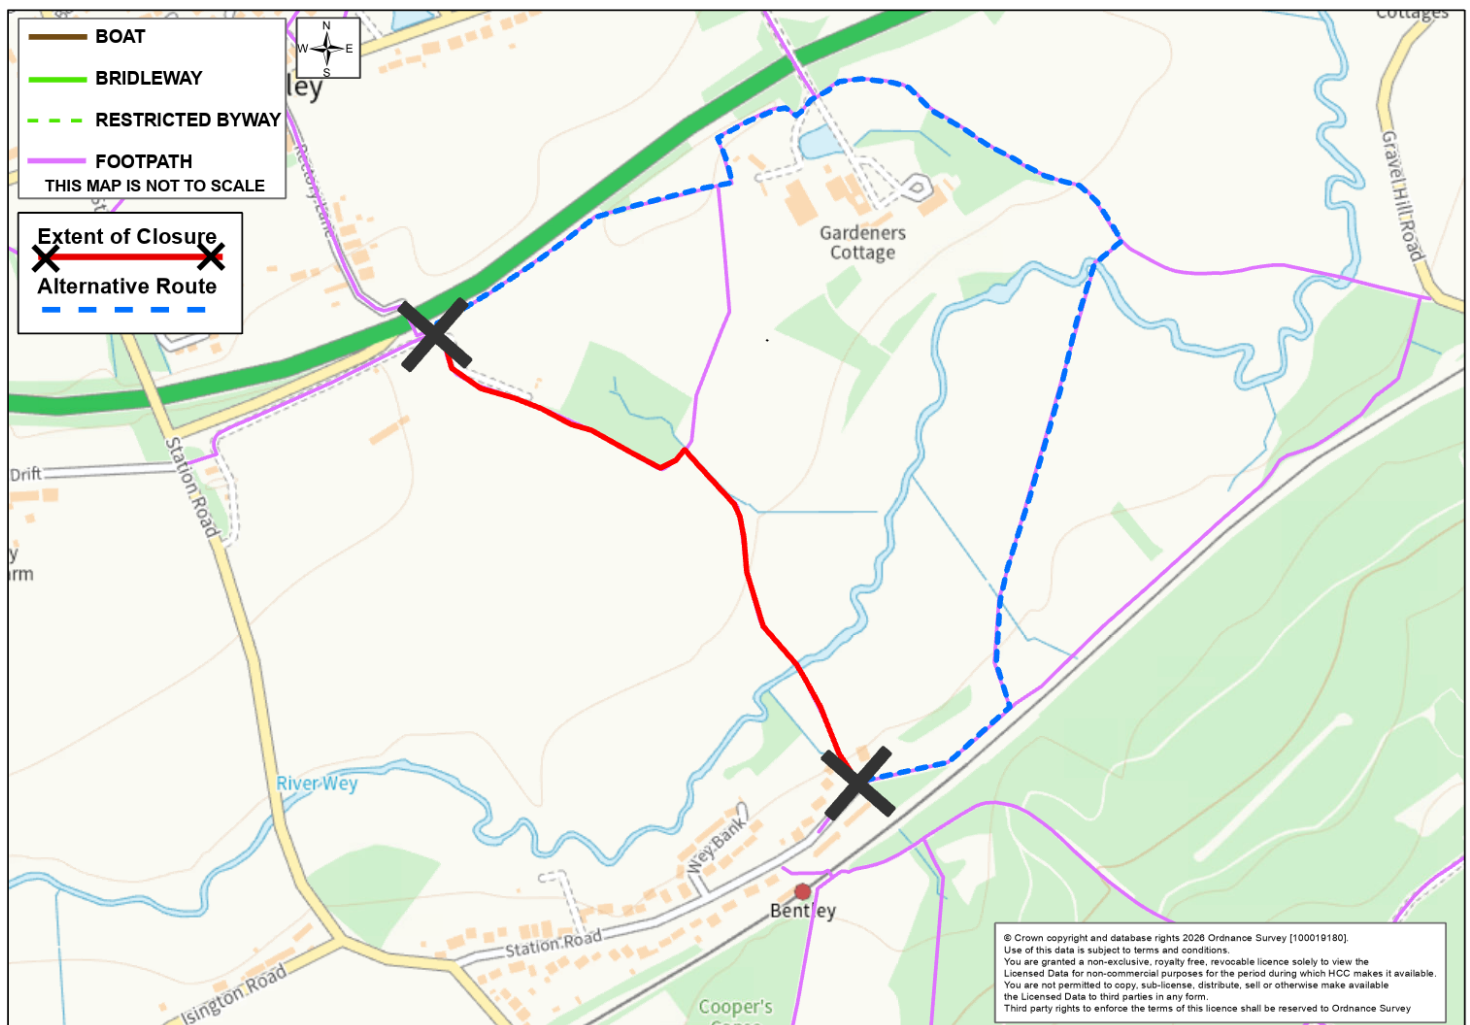 BOAT
BRIDLEWAY
RESTRICTED BYWAY
FOOTPATH
THIS MAP IS NOT TO SCALE
N
W
E
S
ley
Cottages
Extent of Closure
Alternative Route
St
Rectory Lane
Gravel Hill Road
Gardeners
Cottage
Drift
Station Road
y
arm
River Wey
Wey Bank
Bentley
Station Road
Isington Road
Cooper's
Copse
© Crown copyright and database rights 2026 Ordnance Survey [100019180].
Use of this data is subject to terms and conditions.
You are granted a non-exclusive, royalty free, revocable licence solely to view the
Licensed Data for non-commercial purposes for the period during which HCC makes it available.
You are not permitted to copy, sub-license, distribute, sell or otherwise make available
the Licensed Data to third parties in any form.
Third party rights to enforce the terms of this licence shall be reserved to Ordnance Survey